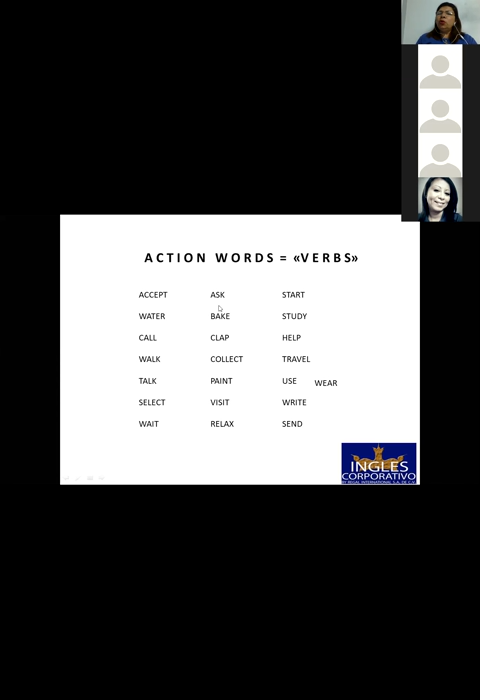 ACTION WORDS = «VERBS»
ACCEPT ASK START
WATER BAKE STUDY
CALL CLAP HELP
WALK COLLECT TRAVEL
TALK PAINT USE WEAR
SELECT VISIT WRITE
WAIT RELAX SEND
INGLES
CORPORATIVO